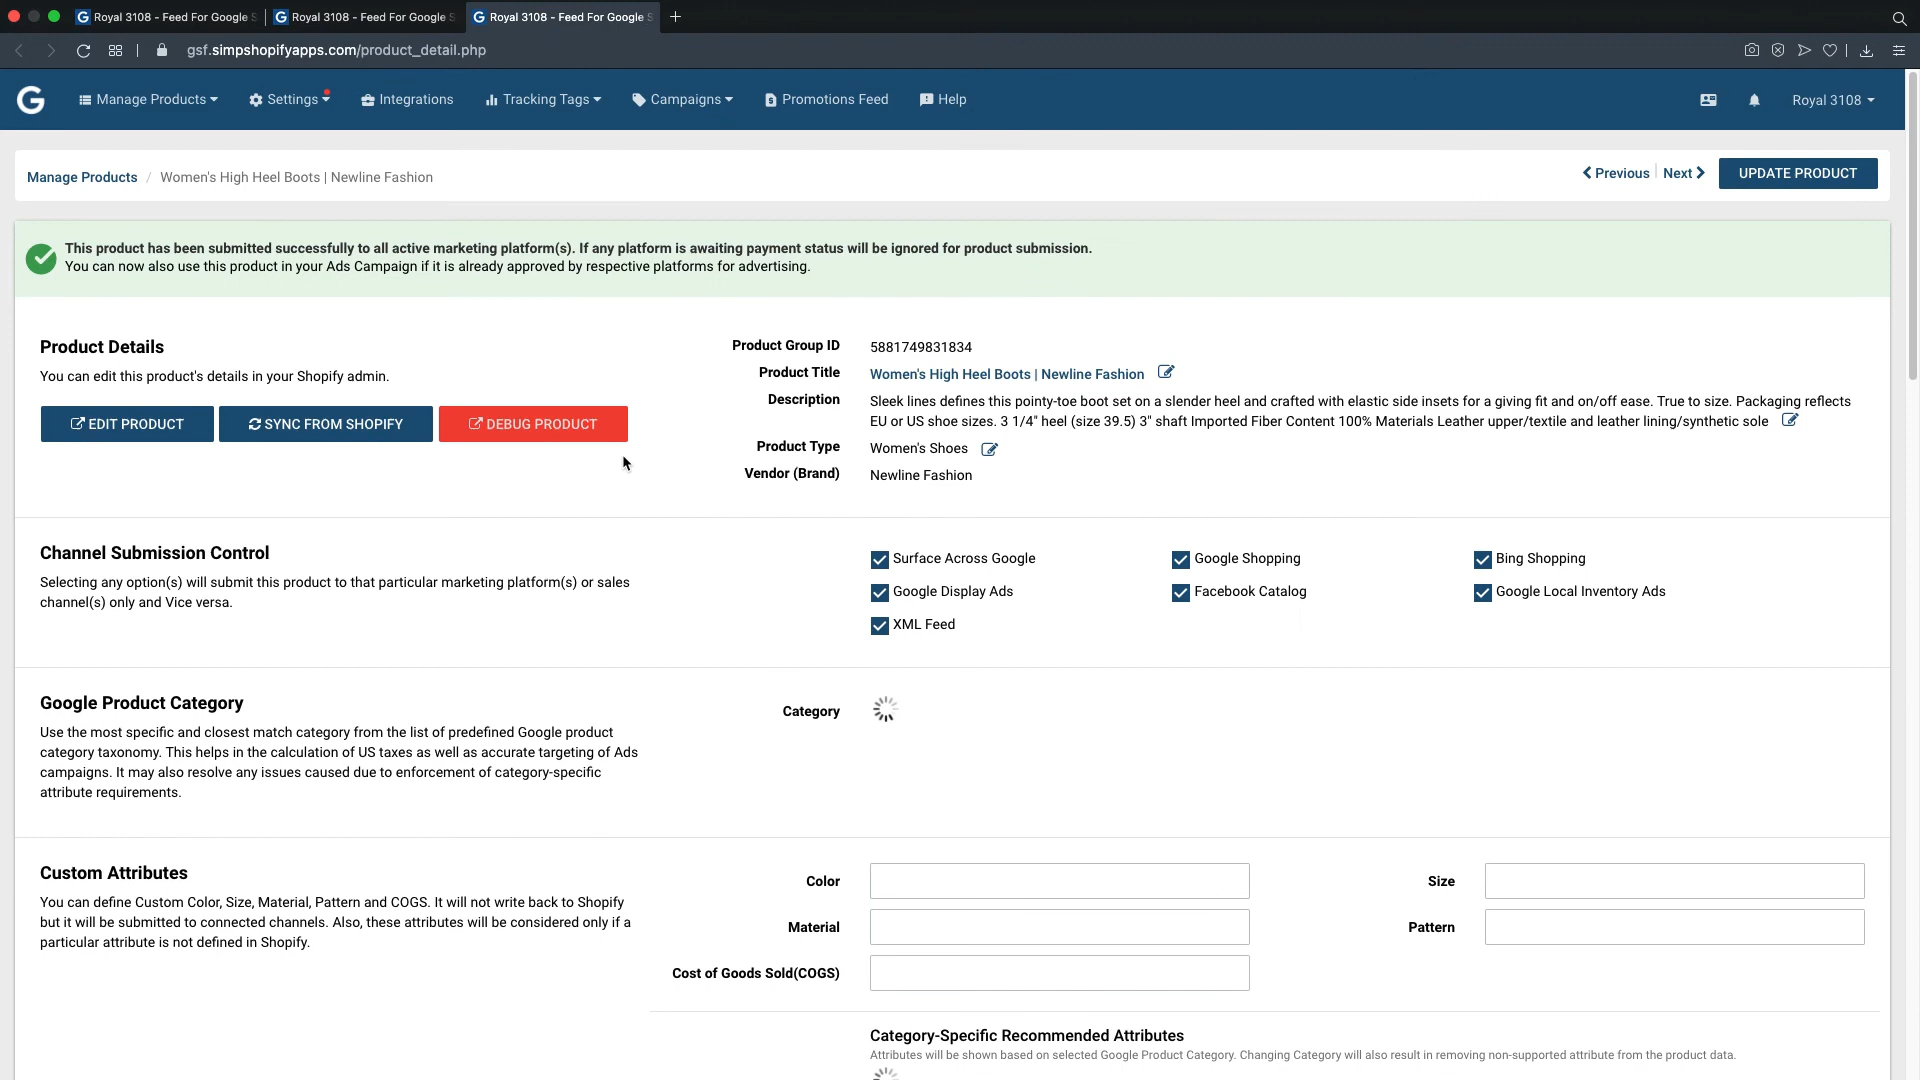 Royal 3108 - Feed For Google S
Royal 3108 - Feed For Google S
Royal 3108 - Feed For Google S
gsf.simpshopifyapps.com/product_detail.php
Manage Products
Settings
Integrations
Tracking Tags
Campaigns
Promotions Feed
Help
Royal 3108
Manage Products / Women's High Heel Boots | Newline Fashion
Previous
Next
UPDATE PRODUCT
This product has been submitted successfully to all active marketing platform(s). If any platform is awaiting payment status will be ignored for product submission.
You can now also use this product in your Ads Campaign if it is already approved by respective platforms for advertising.
Product Details
You can edit this product's details in your Shopify admin.
EDIT PRODUCT
SYNC FROM SHOPIFY
DEBUG PRODUCT
Product Group ID
5881749831834
Product Title
Women's High Heel Boots | Newline Fashion
Description
Sleek lines defines this pointy-toe boot set on a slender heel and crafted with elastic side insets for a giving fit and on/off ease. True to size. Packaging reflects
EU or US shoe sizes. 3 1/4" heel (size 39.5) 3" shaft Imported Fiber Content 100% Materials Leather upper/textile and leather lining/synthetic sole
Product Type
Women's Shoes
Vendor (Brand)
Newline Fashion
Channel Submission Control
Selecting any option(s) will submit this product to that particular marketing platform(s) or sales
channel(s) only and Vice versa.
Surface Across Google
Google Shopping
Bing Shopping
Google Display Ads
Facebook Catalog
Google Local Inventory Ads
XML Feed
Google Product Category
Use the most specific and closest match category from the list of predefined Google product
category taxonomy. This helps in the calculation of US taxes as well as accurate targeting of Ads
campaigns. It may also resolve any issues caused due to enforcement of category-specific
attribute requirements.
Category
Custom Attributes
You can define Custom Color, Size, Material, Pattern and COGS. It will not write back to Shopify
but it will be submitted to connected channels. Also, these attributes will be considered only if a
particular attribute is not defined in Shopify.
Color
Size
Material
Pattern
Cost of Goods Sold(COGS)
Category-Specific Recommended Attributes
Attributes will be shown based on selected Google Product Category. Changing Category will also result in removing non-supported attribute from the product data.